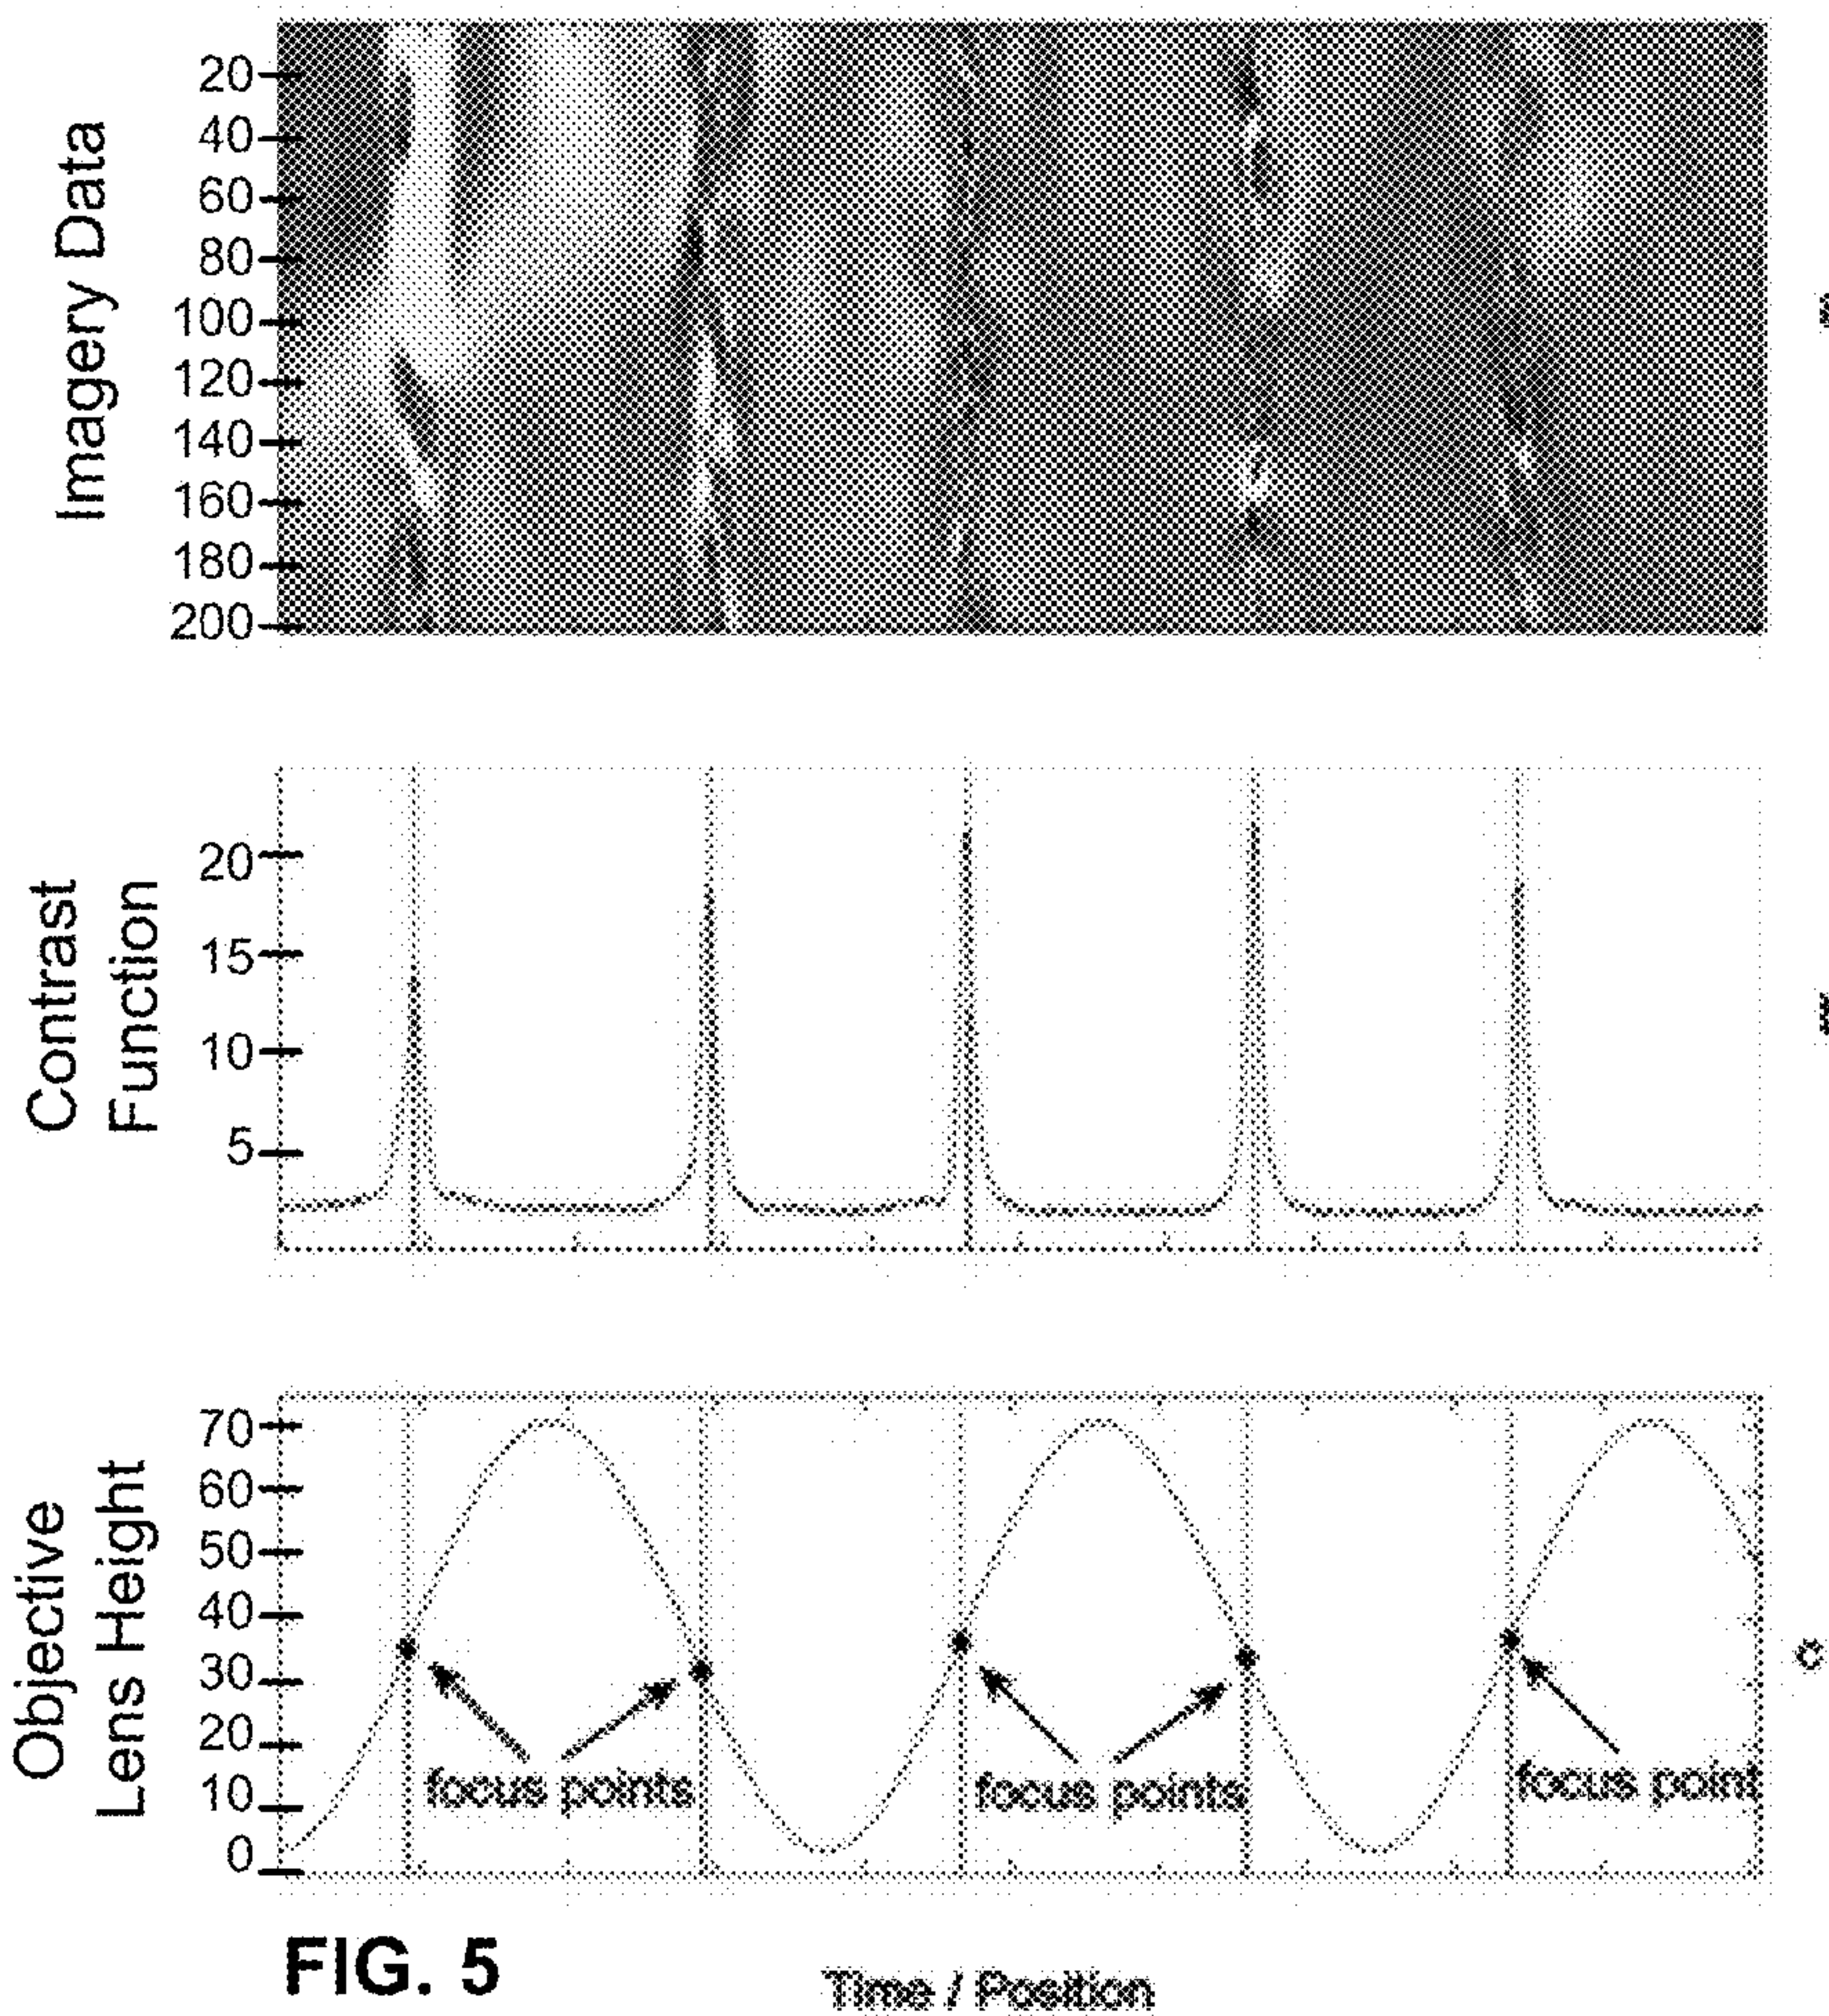 Imagery Data
20
40
60
80
100
120
140
160
180
200
Contrast
Function
20
15
10
5
Objective
Lens Height
70
60
50
40
30
20
10
0
focus points
focus points
focus point
FIG. 5
Time / Position